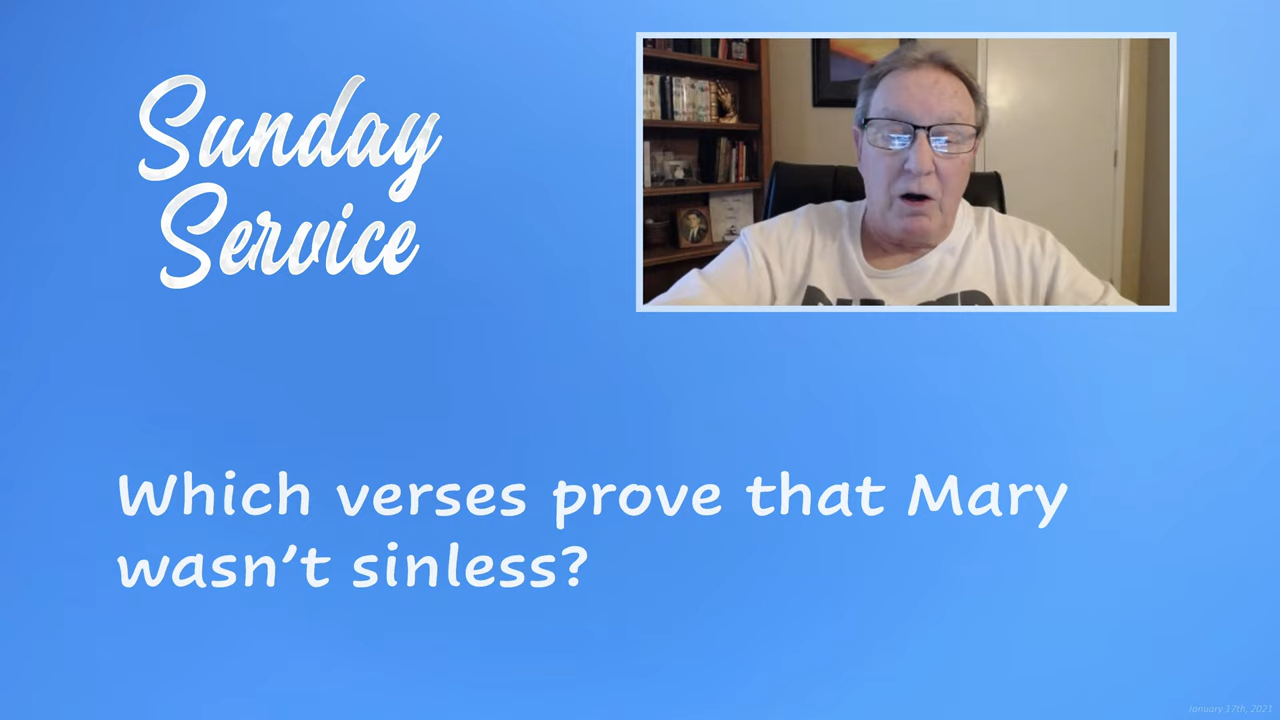 Sunday
Service
Which verses prove that Mary
wasn’t sinless?
January 17th, 2021